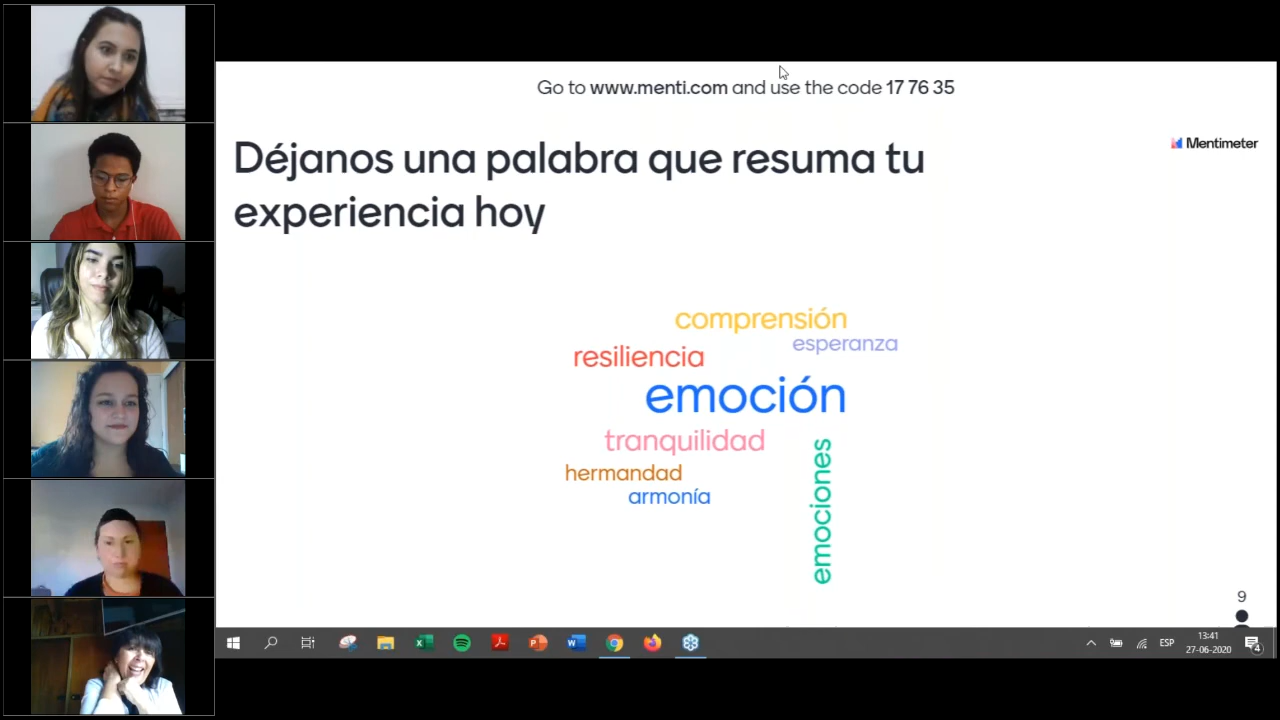 Go to www.menti.com and use the code 17 76 35
Mentimeter
Déjanos una palabra que resuma tu
experiencia hoy
comprensión
esperanza
resiliencia
emoción
tranquilidad
hermandad
armonía
emociones
9
ESP
13:41
27-06-2020
4